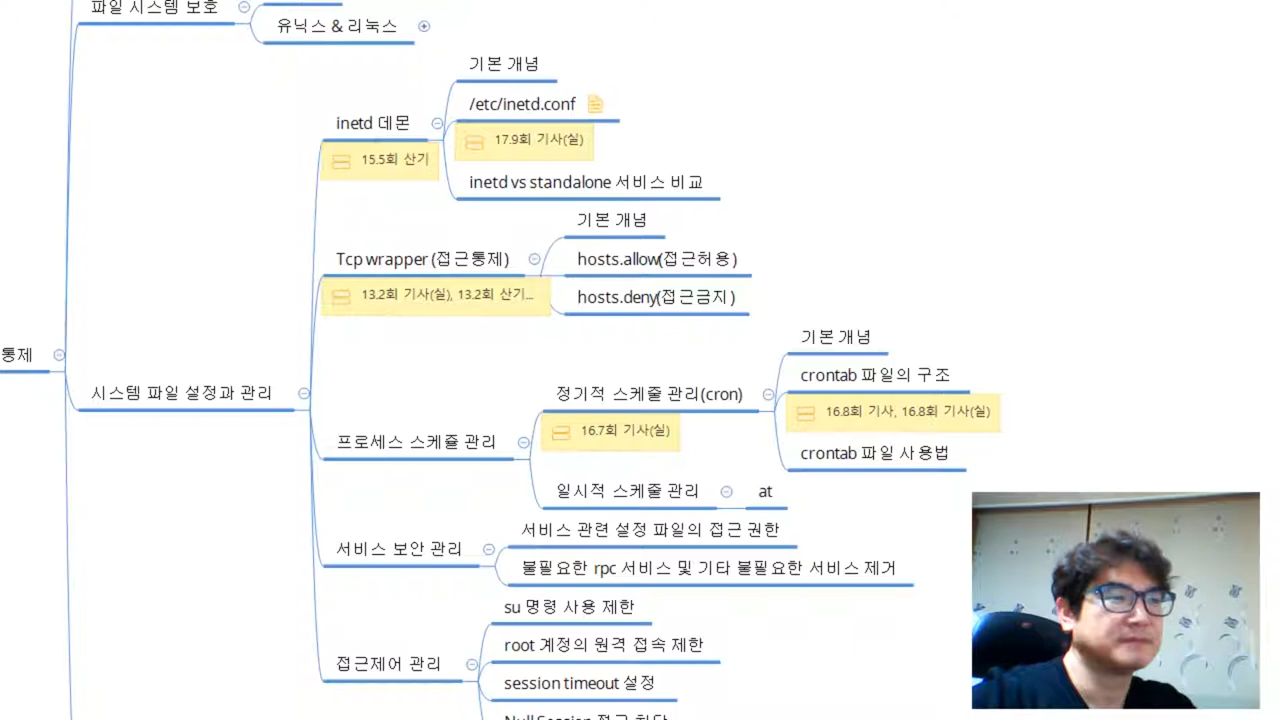 파일 시스템 보호
유닉스 & 리눅스
기본 개념
inetd 데몬
/etc/inetd.conf
15.5회 산기
17.9회 기사(실)
inetd vs standalone 서비스 비교
기본 개념
Tcp wrapper (접근통제)
hosts.allow(접근허용)
13.2회 기사(실), 13.2회 산기...
hosts.deny(접근금지)
통제
시스템 파일 설정과 관리
기본 개념
정기적 스케줄 관리(cron)
crontab 파일의 구조
16.7회 기사(실)
16.8회 기사, 16.8회 기사(실)
프로세스 스케쥴 관리
crontab 파일 사용법
일시적 스케줄 관리
at
서비스 보안 관리
서비스 관련 설정 파일의 접근 권한
불필요한 rpc 서비스 및 기타 불필요한 서비스 제거
su 명령 사용 제한
root 계정의 원격 접속 제한
접근제어 관리
session timeout 설정
Null Session 접근 차단